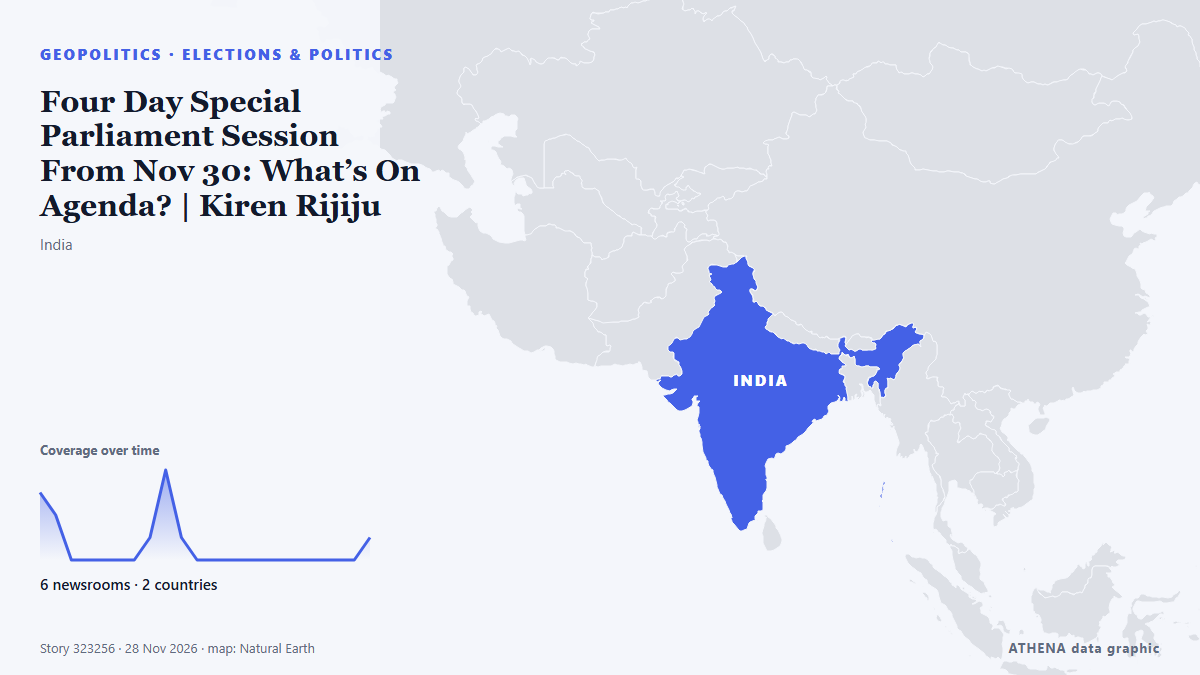 GEOPOLITICS · ELECTIONS & POLITICS
Four Day Special
Parliament Session
From Nov 30: What’s On
Agenda? | Kiren Rijiju
India
INDIA
Coverage over time
6 newsrooms · 2 countries
Story 323256 · 28 Nov 2026 · map: Natural Earth
ATHENA data graphic